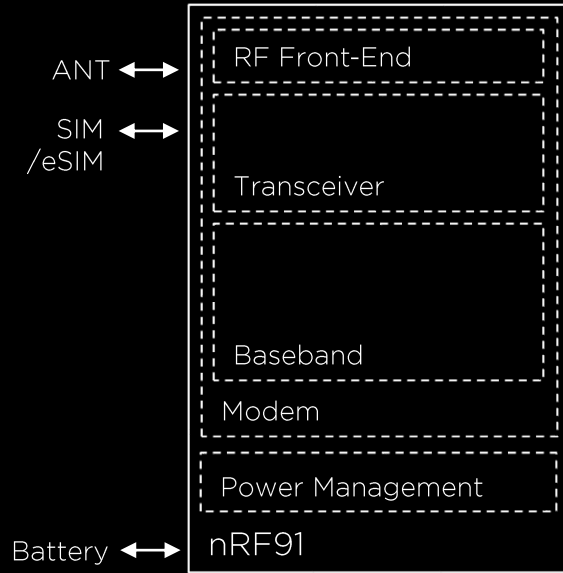 RF Front-End
ANT
SIM
/eSIM
Transceiver
Baseband
Modem
Power Management
nRF91
Battery